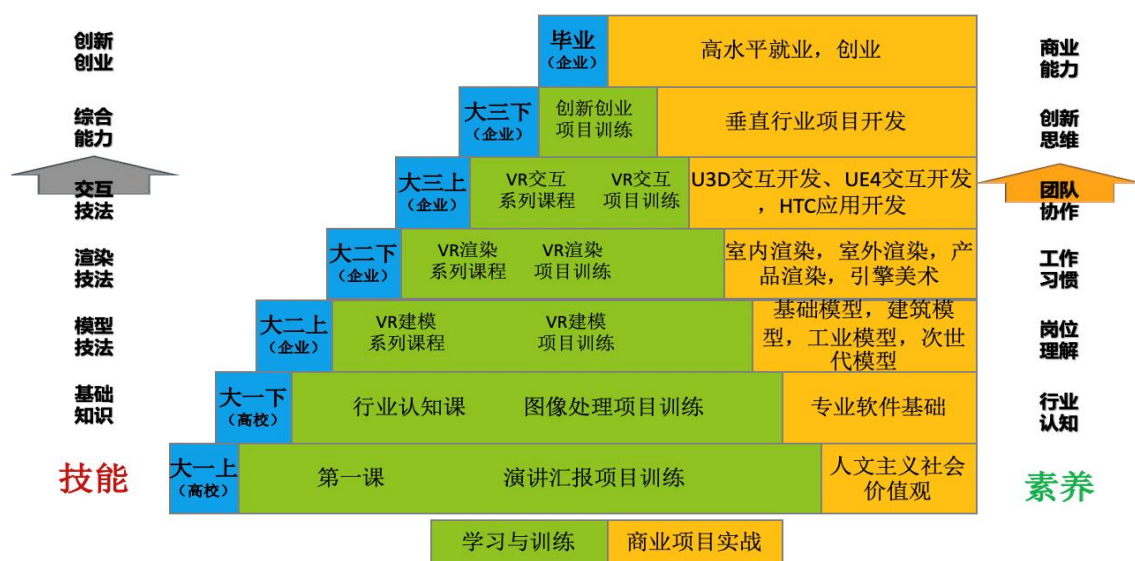 创新
创业
毕业
（企业）
高水平就业，创业
商业
能力
综合
能力
大三下
（企业）
创新创业
项目训练
垂直行业项目开发
创新
思维
交互
技法
大三上
（企业）
VR交互
系列课程
VR交互
项目训练
U3D交互开发、UE4交互开发
，HTC应用开发
团队
协作
渲染
技法
大二下
（企业）
VR渲染
系列课程
VR渲染
项目训练
室内渲染，室外渲染，产
品渲染，引擎美术
工作
习惯
模型
技法
大二上
（企业）
VR建模
系列课程
VR建模
项目训练
基础模型，建筑模
型，工业模型，次世
代模型
岗位
理解
基础
知识
大一下
（高校）
行业认知课
图像处理项目训练
专业软件基础
行业
认知
技能
大一上
（高校）
第一课
演讲汇报项目训练
人文主义社会
价值观
素养
学习与训练
商业项目实战